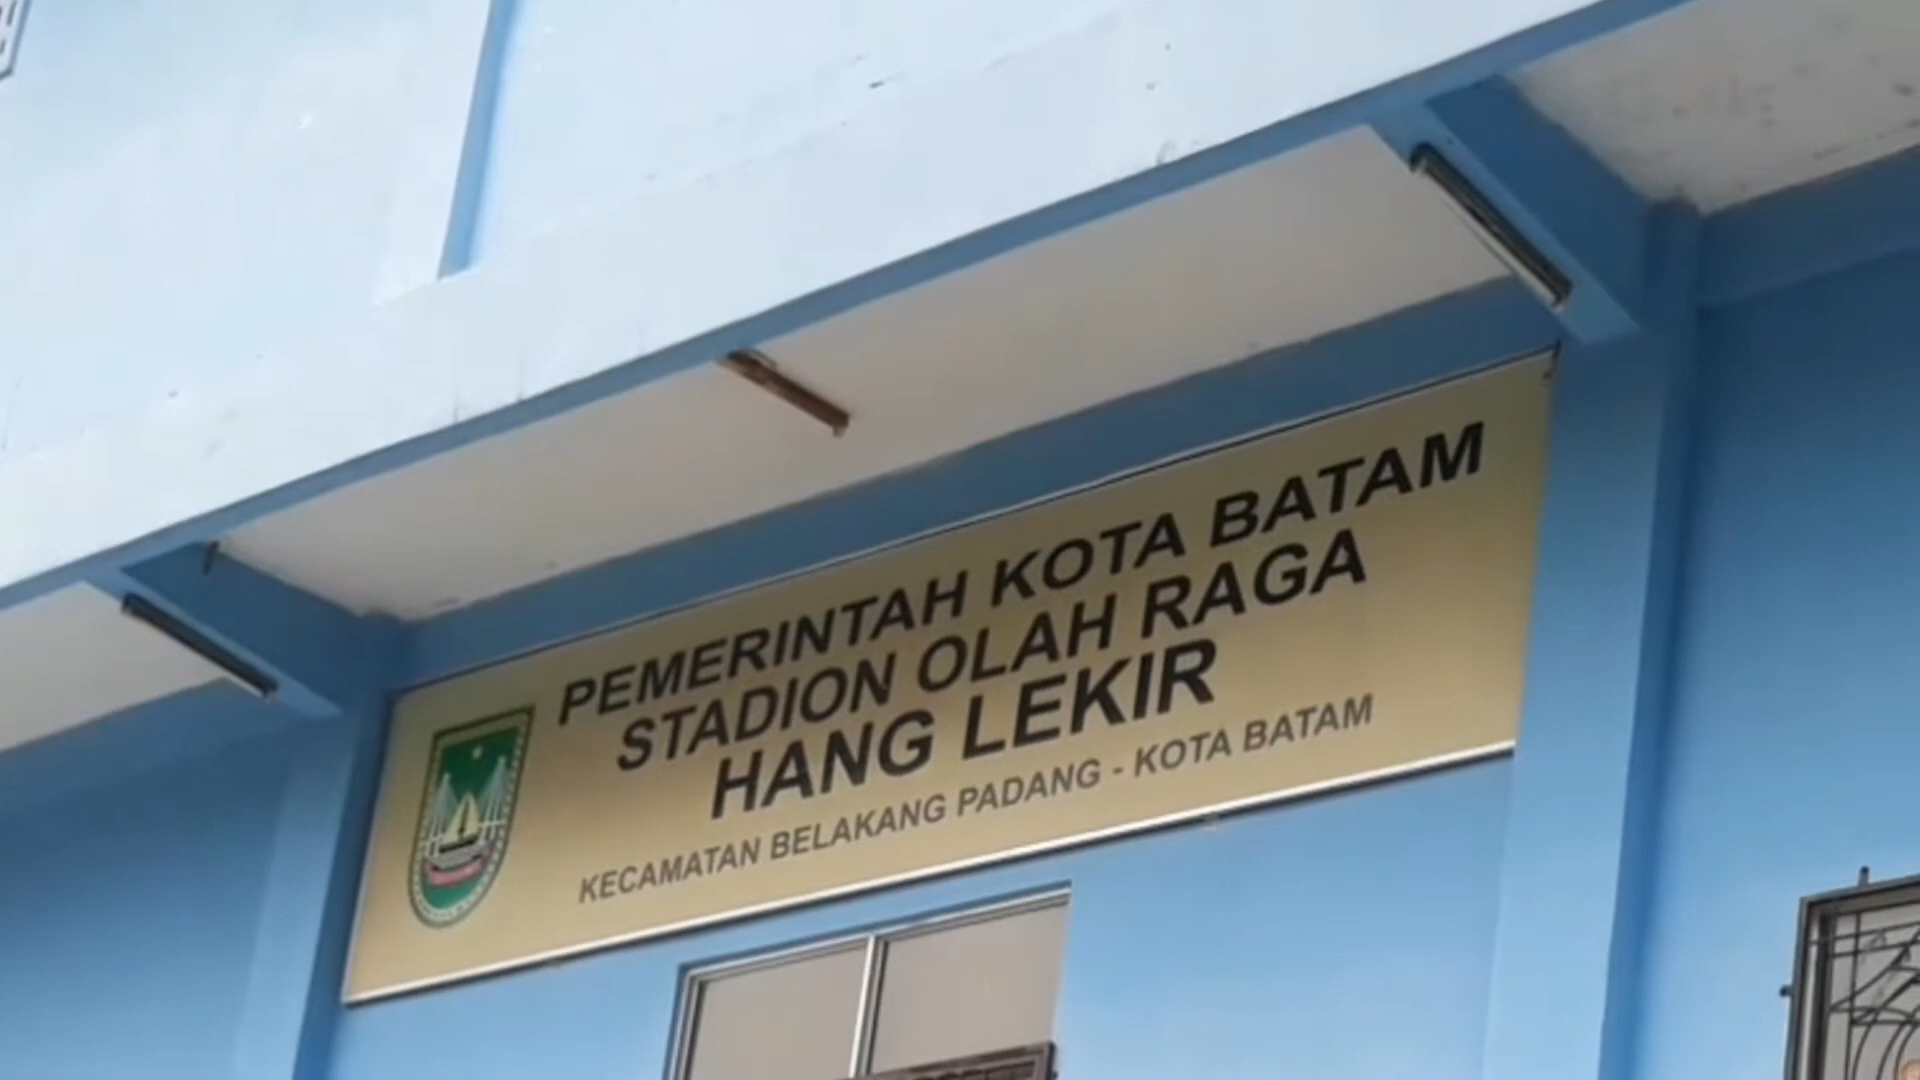 PEMERINTAH KOTA BATAM
STADION OLAH RAGA
HANG LEKIR
KECAMATAN BELAKANG PADANG - KOTA BATAM